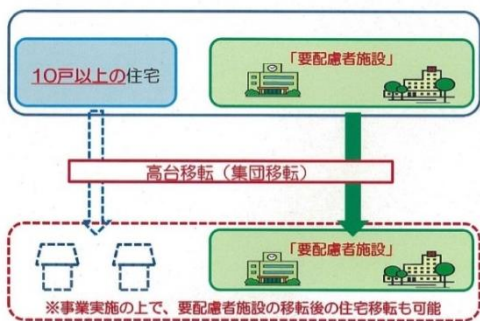 10戸以上の住宅
「要配慮者施設」
高台移転（集団移転）
「要配慮者施設」
※事業実施の上で、要配慮者施設の移転後の住宅移転も可能